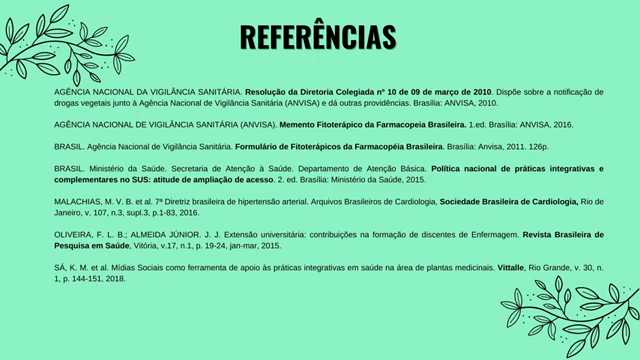 REFERÊNCIAS
AGÊNCIA NACIONAL DA VIGILÂNCIA SANITÁRIA. Resolução da Diretoria Colegiada nº 10 de 09 de março de 2010. Dispõe sobre a notificação de
drogas vegetais junto à Agência Nacional de Vigilância Sanitária (ANVISA) e dá outras providências. Brasília: ANVISA, 2010.
AGÊNCIA NACIONAL DE VIGILÂNCIA SANITÁRIA (ANVISA). Memento Fitoterápico da Farmacopeia Brasileira. 1.ed. Brasília: ANVISA, 2016.
BRASIL. Agência Nacional de Vigilância Sanitária. Formulário de Fitoterápicos da Farmacopéia Brasileira. Brasília: Anvisa, 2011. 126p.
BRASIL. Ministério da Saúde. Secretaria de Atenção à Saúde. Departamento de Atenção Básica. Política nacional de práticas integrativas e
complementares no SUS: atitude de ampliação de acesso. 2. ed. Brasília: Ministério da Saúde, 2015.
MALACHIAS, M. V. B. et al. 7ª Diretriz brasileira de hipertensão arterial. Arquivos Brasileiros de Cardiologia, Sociedade Brasileira de Cardiologia, Rio de
Janeiro, v. 107, n.3, supl.3, p.1-83, 2016.
OLIVEIRA, F. L. B.; ALMEIDA JÚNIOR. J. J. Extensão universitária: contribuições na formação de discentes de Enfermagem. Revista Brasileira de
Pesquisa em Saúde, Vitória, v.17, n.1, p. 19-24, jan-mar, 2015.
SÁ, K. M. et al. Mídias Sociais como ferramenta de apoio às práticas integrativas em saúde na área de plantas medicinais. Vittalle, Rio Grande, v. 30, n.
1, p. 144-151, 2018.